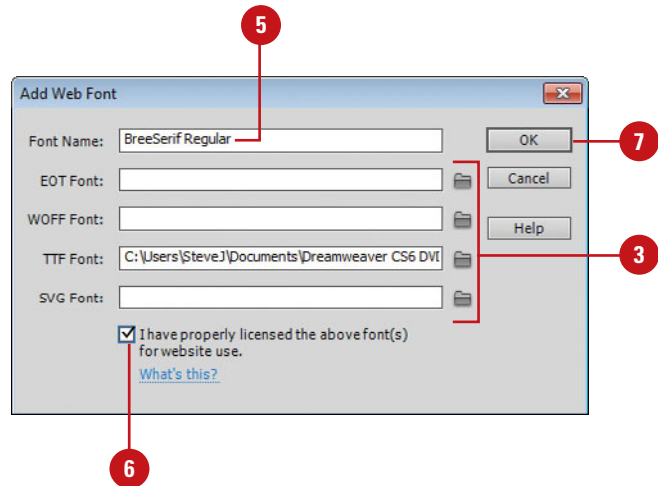 5
Add Web Font
Font Name: BreeSerif Regular OK 7
EOT Font: Cancel
WOFF Font: Help
TTF Font: C:\Users\SteveJ\Documents\Dreamweaver CS6 DVD 3
SVG Font:
I have properly licensed the above font(s)
for website use.
What's this?
6